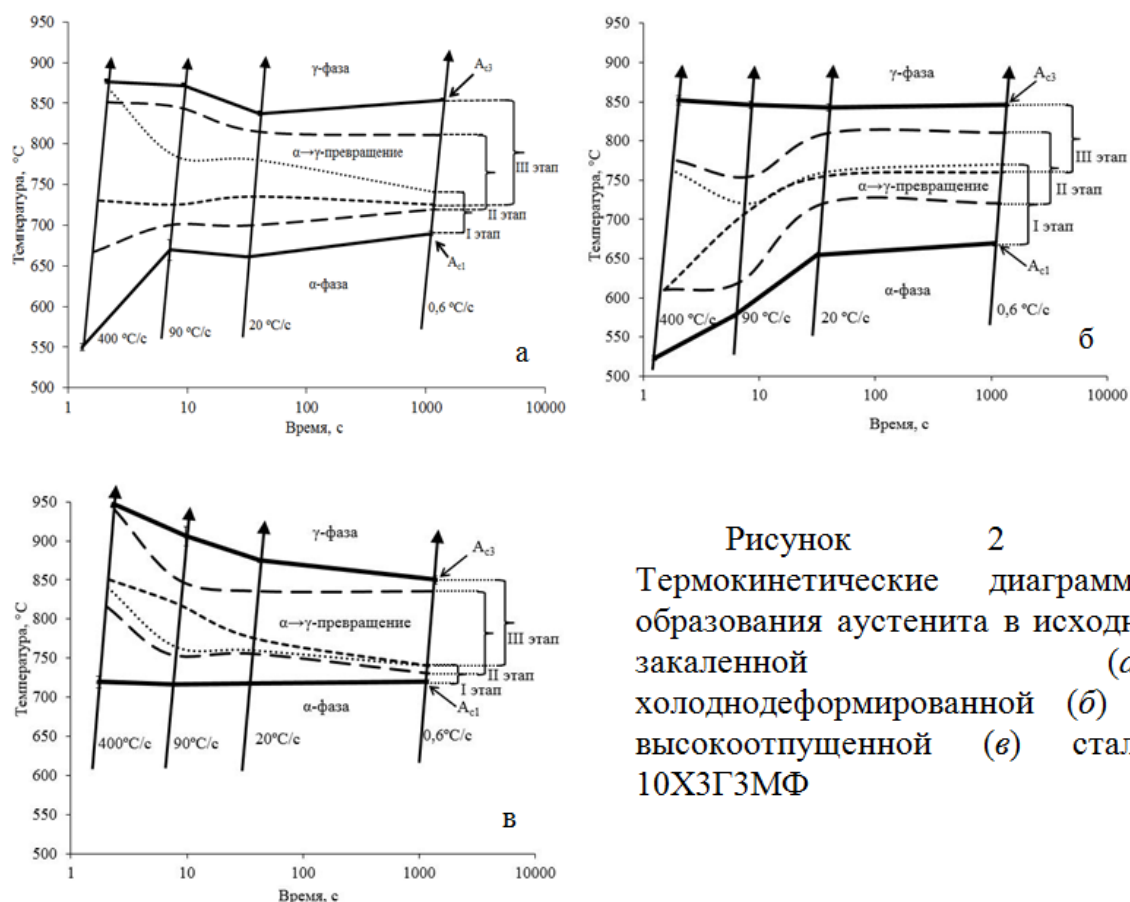 950
900
850
800
750
700
650
600
550
500
Температура, °С
1
10
100
1000
10000
Время, с
γ-фаза
α→γ-превращение
α-фаза
400 °С/с
90 °С/с
20 °С/с
0,6 °С/с
Ac3
III этап
II этап
I этап
Ac1
а
950
900
850
800
750
700
650
600
550
500
Температура, °С
1
10
100
1000
10000
Время, с
γ-фаза
α→γ-превращение
α-фаза
400 °С/с
90 °С/с
20 °С/с
0,6 °С/с
Ac3
III этап
II этап
I этап
Ac1
б
950
900
850
800
750
700
650
600
550
500
Температура, °С
1
10
100
1000
10000
Время, с
γ-фаза
α→γ-превращение
α-фаза
400°С/с
90°С/с
20°С/с
0,6°С/с
Ac3
III этап
II этап
I этап
Ac1
в
Рисунок 2
Термокинетические диаграмм
образования аустенита в исходн
закаленной (а
холоднодеформированной (б)
высокоотпущенной (в) стал
10Х3Г3МФ